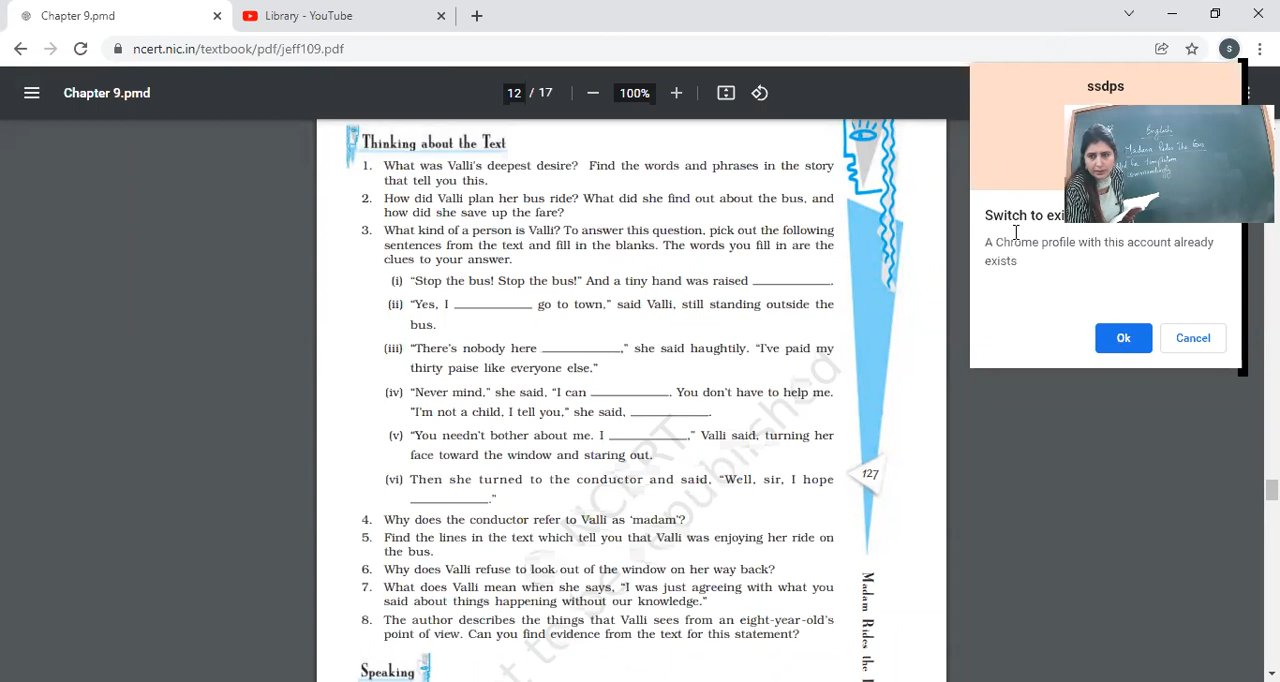 Chapter 9.pmd
Library - YouTube
ncert.nic.in/textbook/pdf/jeff109.pdf
s
Chapter 9.pmd
12 / 17
100%
ssdps
English
Madam Rides the bus
Switch to exi
A Chrome profile with this account already
exists
Ok
Cancel
Thinking about the Text
1. What was Valli's deepest desire? Find the words and phrases in the story
that tell you this.
2. How did Valli plan her bus ride? What did she find out about the bus, and
how did she save up the fare?
3. What kind of a person is Valli? To answer this question, pick out the following
sentences from the text and fill in the blanks. The words you fill in are the
clues to your answer.
(i) “Stop the bus! Stop the bus!” And a tiny hand was raised ____________.
(ii) “Yes, I ____________ go to town,” said Valli, still standing outside the
bus.
(iii) “There's nobody here ____________,” she said haughtily. “I've paid my
thirty paise like everyone else.”
(iv) “Never mind,” she said, “I can ____________. You don't have to help me.
"I'm not a child, I tell you,” she said, ____________.
(v) “You needn't bother about me. I ____________,” Valli said, turning her
face toward the window and staring out.
(vi) Then she turned to the conductor and said, “Well, sir, I hope
____________.”
4. Why does the conductor refer to Valli as ‘madam’?
5. Find the lines in the text which tell you that Valli was enjoying her ride on
the bus.
6. Why does Valli refuse to look out of the window on her way back?
7. What does Valli mean when she says, “I was just agreeing with what you
said about things happening without our knowledge.”
8. The author describes the things that Valli sees from an eight-year-old's
point of view. Can you find evidence from the text for this statement?
Speaking
127
Madam Rides the
© NCERT
not to be republished